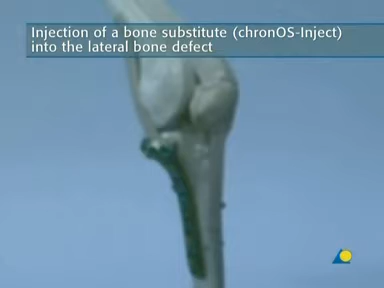 Injection of a bone substitute (chronOS-Inject)
into the lateral bone defect